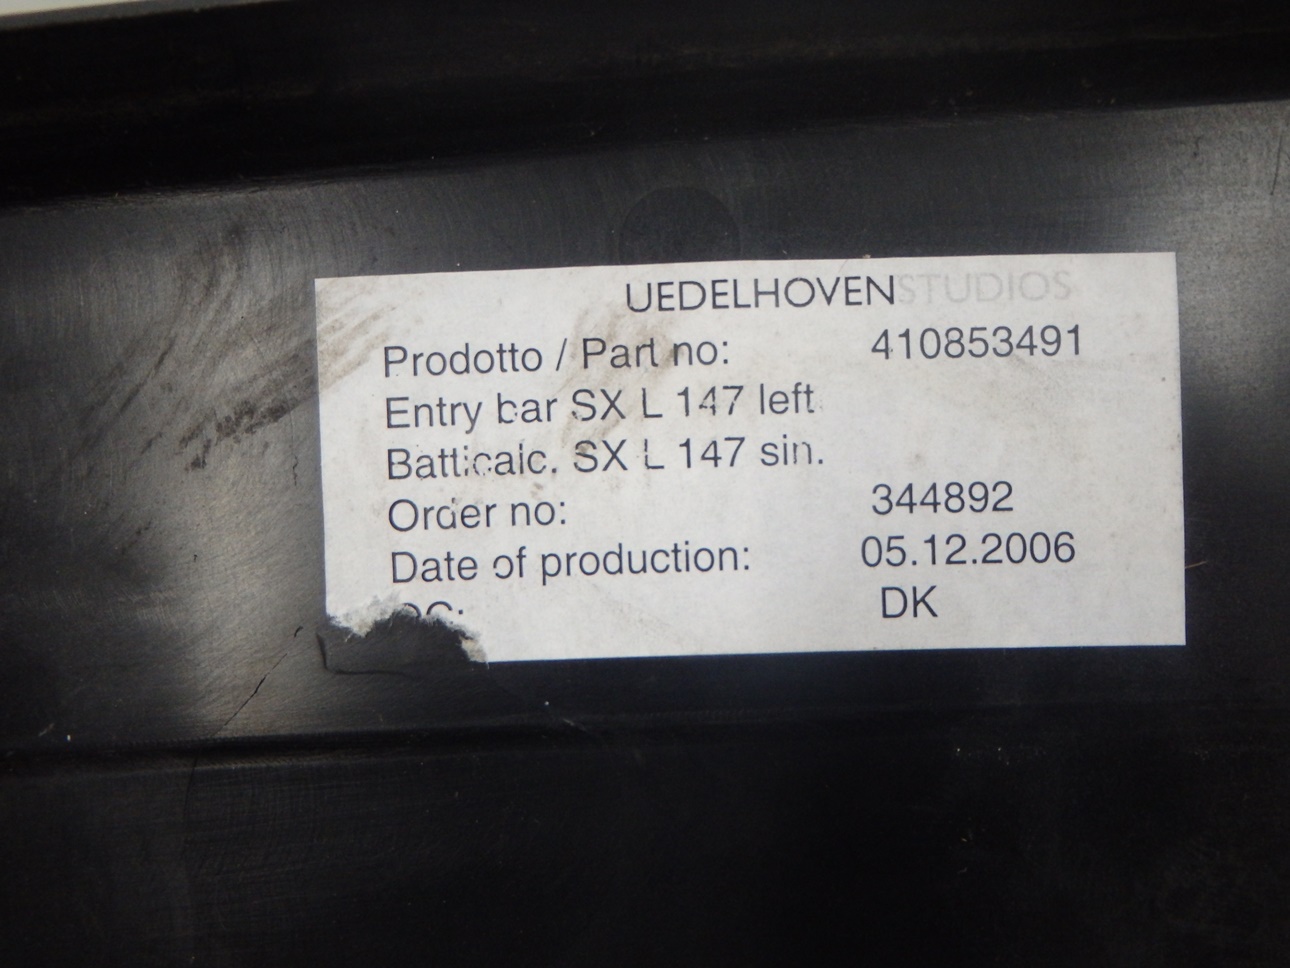 UEDELHOVENSTUDIOS
Prodotto / Part no: 410853491
Entry bar SX L 147 left
Batticalc. SX L 147 sin.
Order no: 344892
Date of production: 05.12.2006
DK